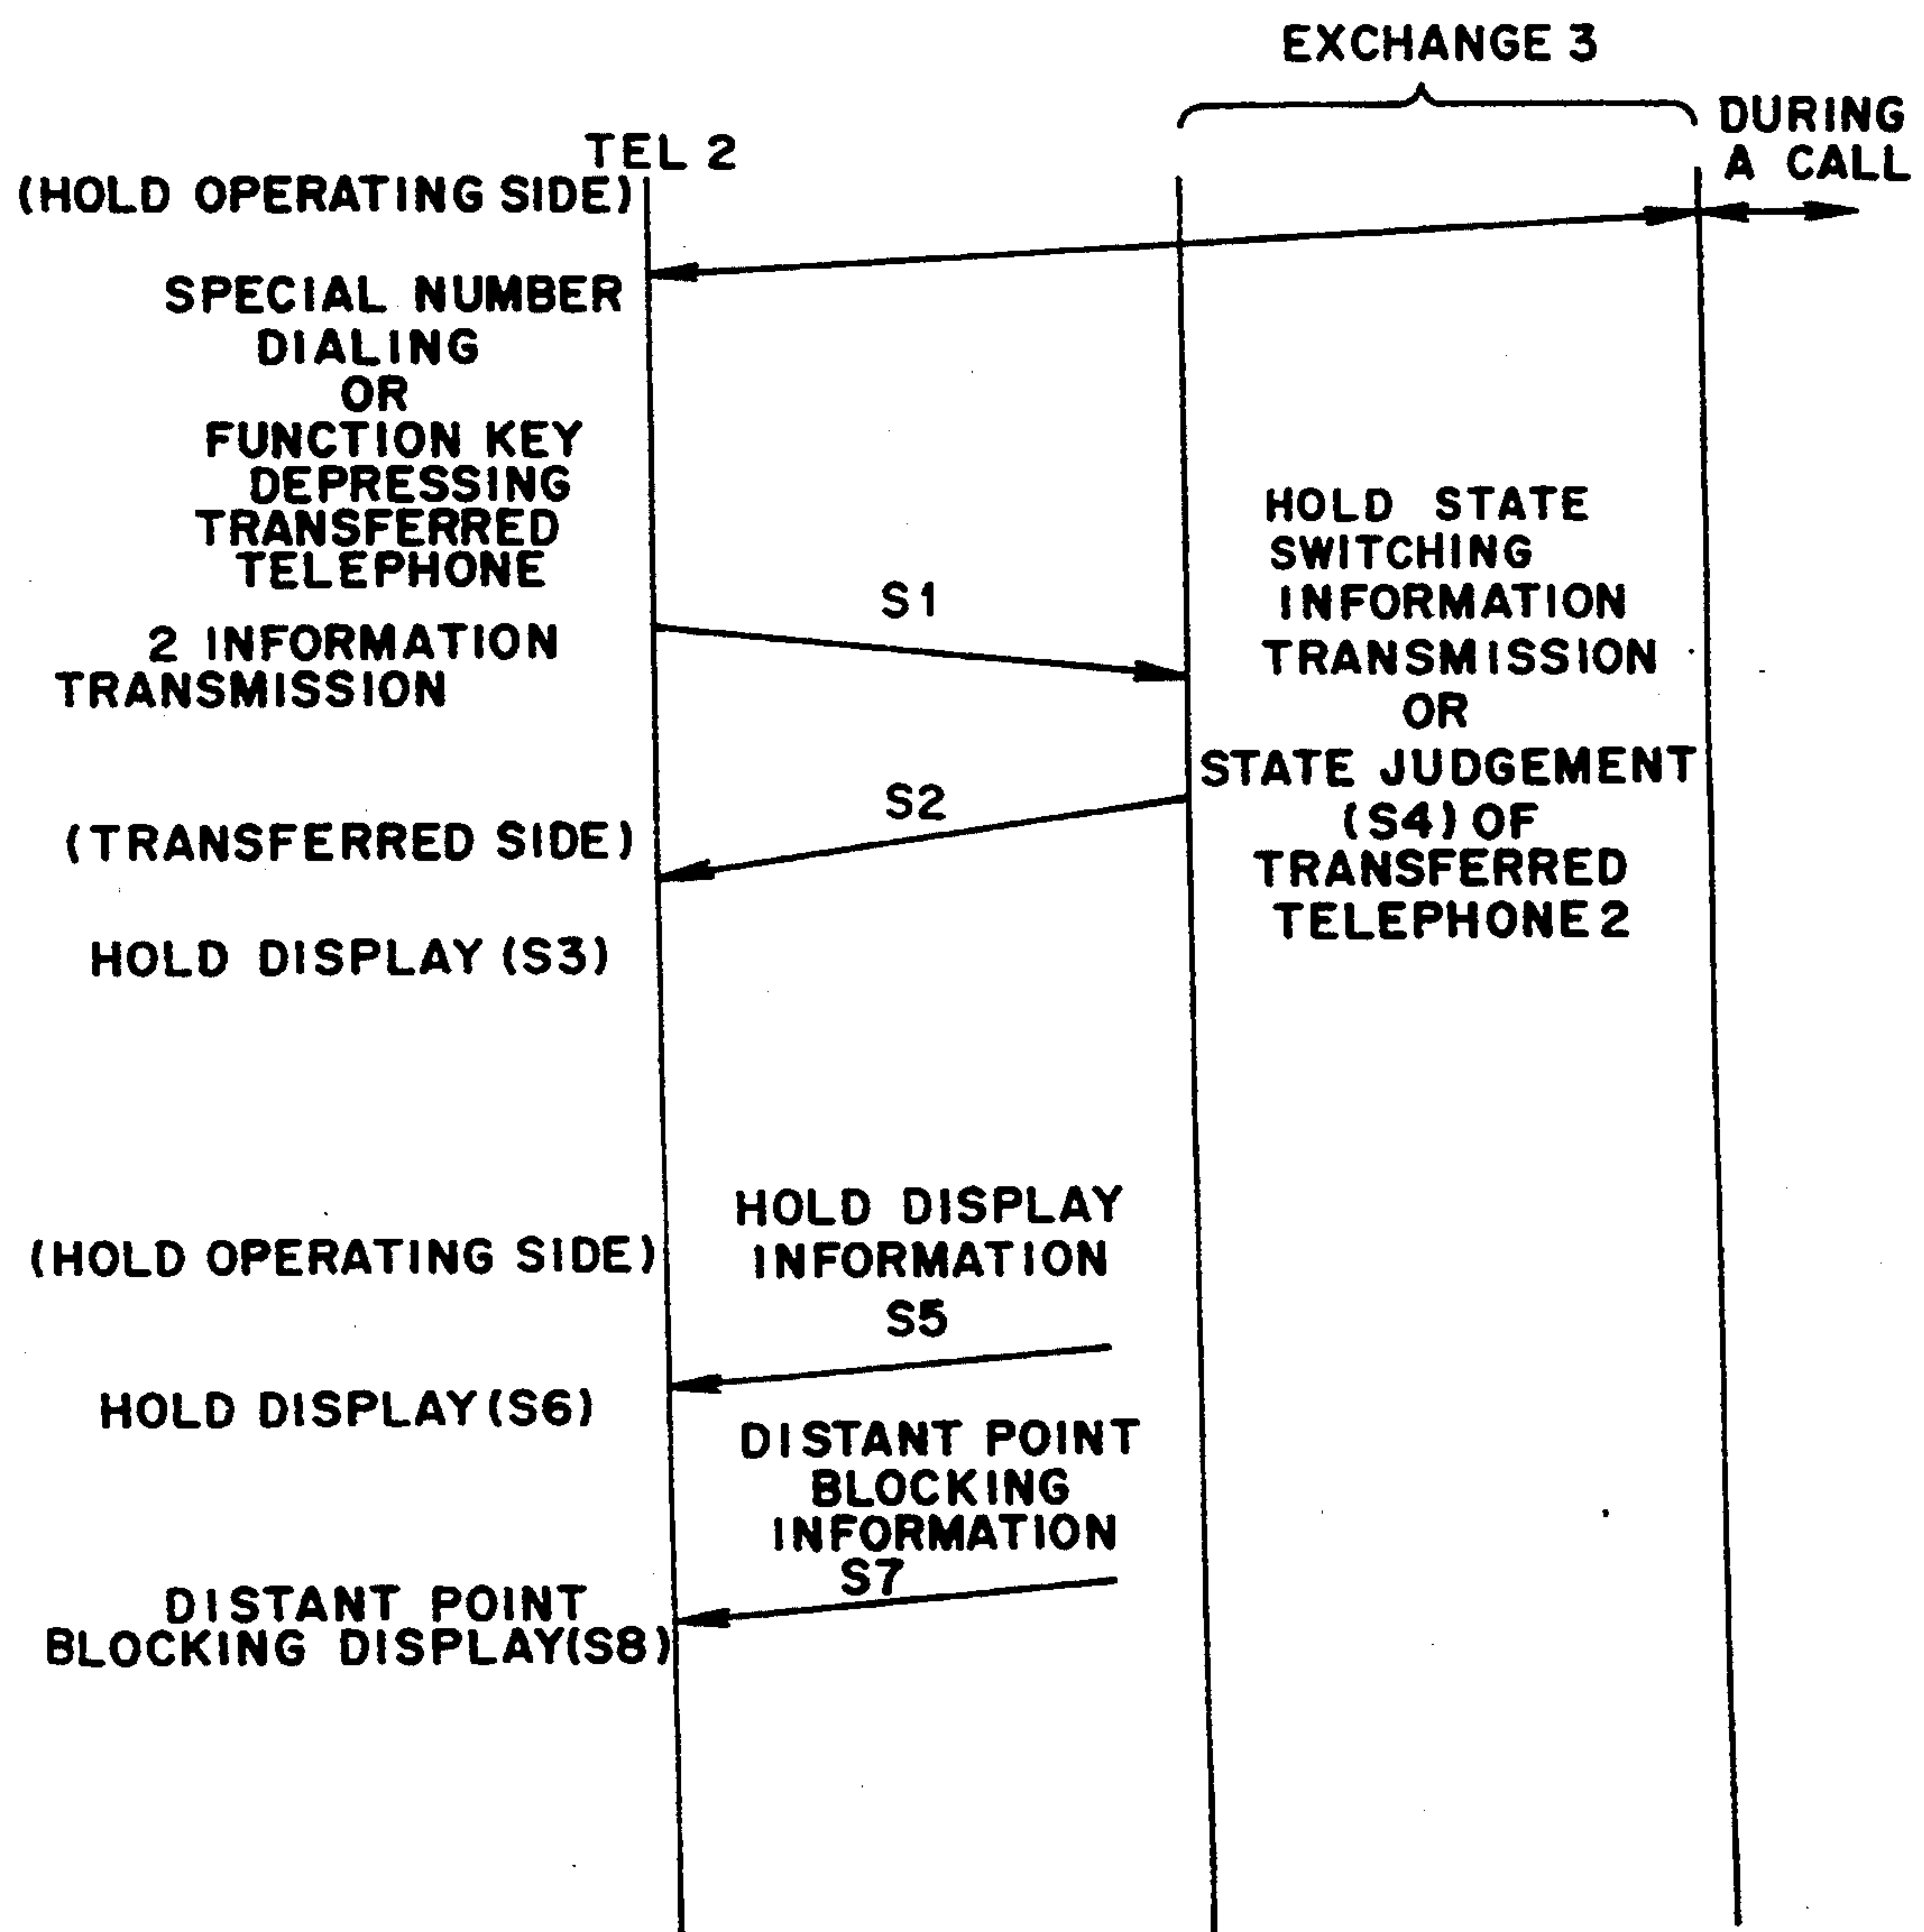 EXCHANGE 3
DURING
A CALL
TEL 2
(HOLD OPERATING SIDE)
SPECIAL NUMBER
DIALING
OR
FUNCTION KEY
DEPRESSING
TRANSFERRED
TELEPHONE
2 INFORMATION
TRANSMISSION
S1
HOLD STATE
SWITCHING
INFORMATION
TRANSMISSION
OR
STATE JUDGEMENT
(S4) OF
TRANSFERRED
TELEPHONE 2
S2
(TRANSFERRED SIDE)
HOLD DISPLAY (S3)
HOLD DISPLAY
INFORMATION
S5
(HOLD OPERATING SIDE)
HOLD DISPLAY (S6)
DISTANT POINT
BLOCKING
INFORMATION
S7
DISTANT POINT
BLOCKING DISPLAY(S8)